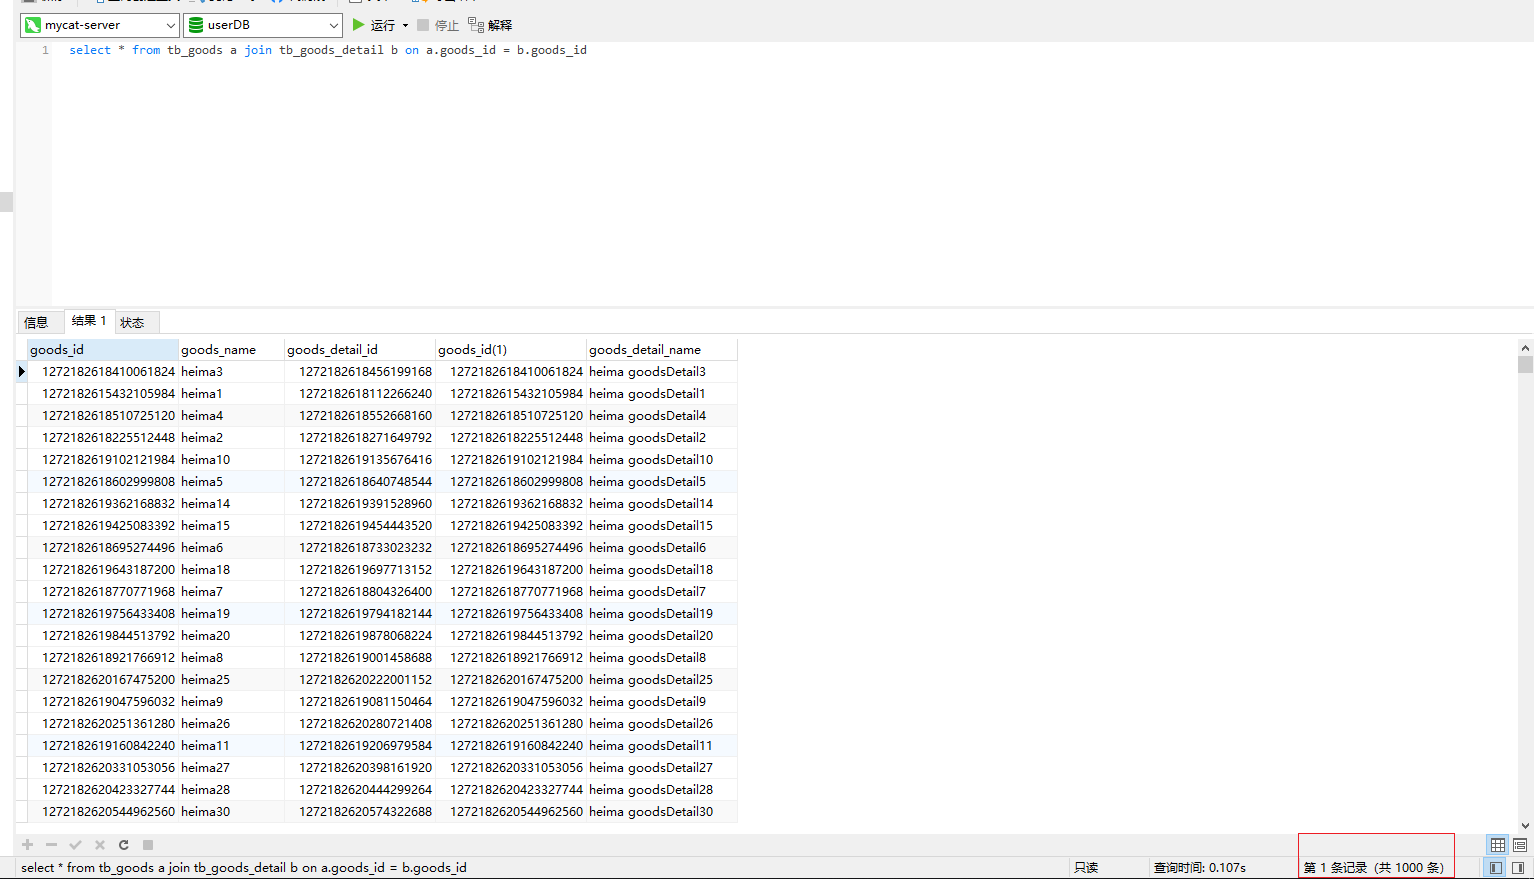 mycat-server userDB 运行 停止 解释
1 select * from tb_goods a join tb_goods_detail b on a.goods_id = b.goods_id
信息 结果 1 状态
goods_id goods_name goods_detail_id goods_id(1) goods_detail_name
1272182618410061824 heima3 1272182618456199168 1272182618410061824 heima goodsDetail3
1272182615432105984 heima1 1272182618112266240 1272182615432105984 heima goodsDetail1
1272182618510725120 heima4 1272182618552668160 1272182618510725120 heima goodsDetail4
1272182618225512448 heima2 1272182618271649792 1272182618225512448 heima goodsDetail2
1272182619102121984 heima10 1272182619135676416 1272182619102121984 heima goodsDetail10
1272182618602999808 heima5 1272182618640748544 1272182618602999808 heima goodsDetail5
1272182619362168832 heima14 1272182619391528960 1272182619362168832 heima goodsDetail14
1272182619425083392 heima15 1272182619454443520 1272182619425083392 heima goodsDetail15
1272182618695274496 heima6 1272182618733023232 1272182618695274496 heima goodsDetail6
1272182619643187200 heima18 1272182619697713152 1272182619643187200 heima goodsDetail18
1272182618770771968 heima7 1272182618804326400 1272182618770771968 heima goodsDetail7
1272182619756433408 heima19 1272182619794182144 1272182619756433408 heima goodsDetail19
1272182619844513792 heima20 1272182619878068224 1272182619844513792 heima goodsDetail20
1272182618921766912 heima8 1272182619001458688 1272182618921766912 heima goodsDetail8
1272182620167475200 heima25 1272182620222001152 1272182620167475200 heima goodsDetail25
1272182619047596032 heima9 1272182619081150464 1272182619047596032 heima goodsDetail9
1272182620251361280 heima26 1272182620280721408 1272182620251361280 heima goodsDetail26
1272182619160842240 heima11 1272182619206979584 1272182619160842240 heima goodsDetail11
1272182620331053056 heima27 1272182620398161920 1272182620331053056 heima goodsDetail27
1272182620423327744 heima28 1272182620444299264 1272182620423327744 heima goodsDetail28
1272182620544962560 heima30 1272182620574322688 1272182620544962560 heima goodsDetail30
select * from tb_goods a join tb_goods_detail b on a.goods_id = b.goods_id 只读 查询时间: 0.107s 第 1 条记录（共 1000 条）